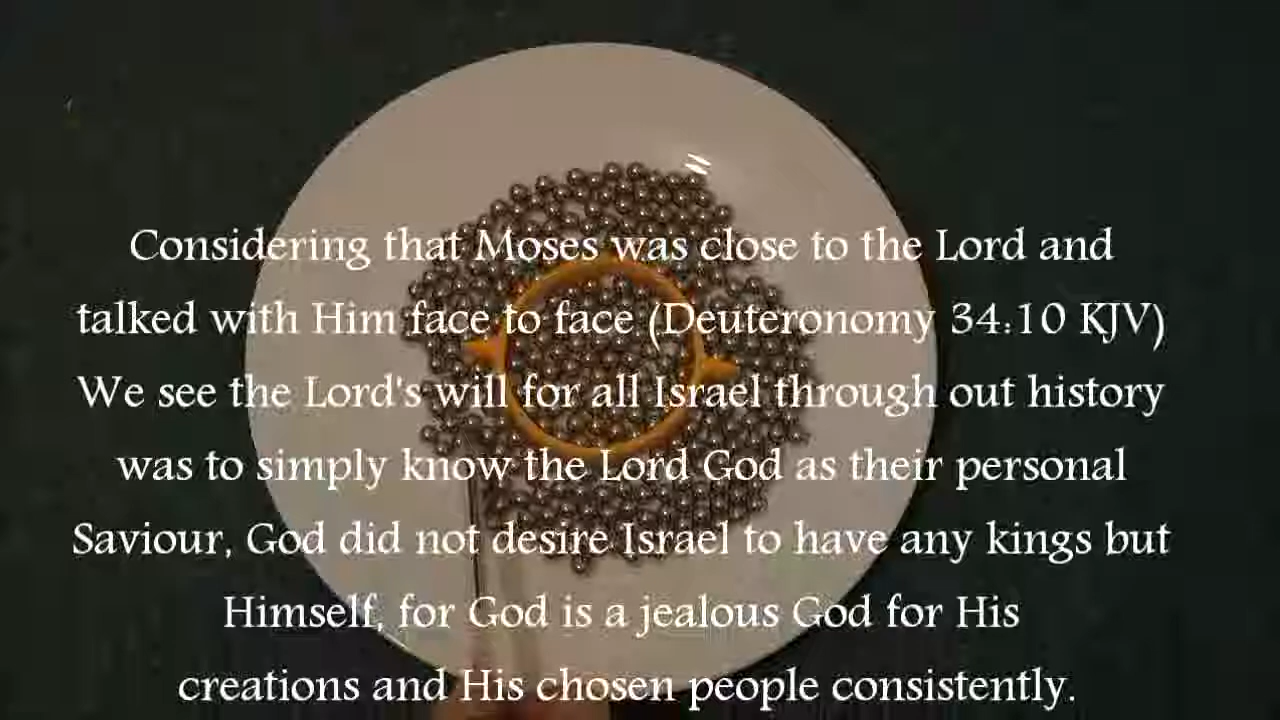 Considering that Moses was close to the Lord and
talked with Him face to face (Deuteronomy 34:10 KJV)
We see the Lord's will for all Israel through out history
was to simply know the Lord God as their personal
Saviour, God did not desire Israel to have any kings but
Himself, for God is a jealous God for His
creations and His chosen people consistently.